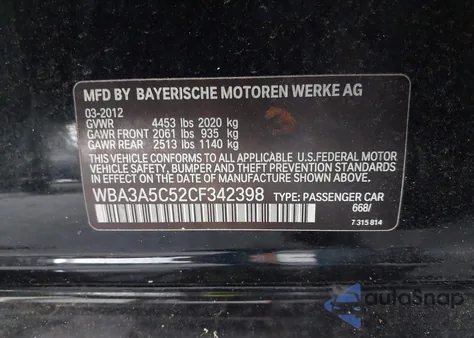 MFD BY BAYERISCHE MOTOREN WERKE AG
03-2012
GVWR 4453 lbs 2020 kg
GAWR FRONT 2061 lbs 935 kg
GAWR REAR 2513 lbs 1140 kg
THIS VEHICLE CONFORMS TO ALL APPLICABLE U.S.FEDERAL MOTOR
VEHICLE SAFETY, BUMPER AND THEFT PREVENTION STANDARDS
IN EFFECT ON THE DATE OF MANUFACTURE SHOWN ABOVE.
WBA3A5C52CF342398 TYPE: PASSENGER CAR
668/
7 315 814
autoSnap